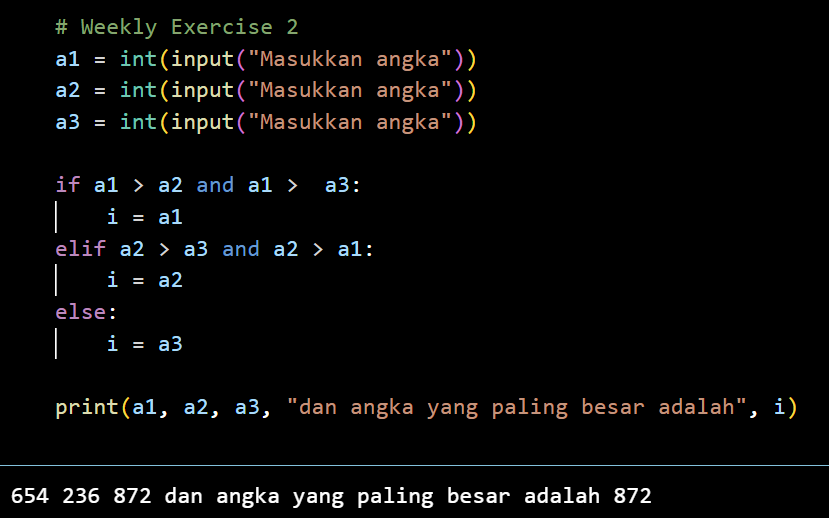 # Weekly Exercise 2
a1 = int(input("Masukkan angka"))
a2 = int(input("Masukkan angka"))
a3 = int(input("Masukkan angka"))
if a1 > a2 and a1 >  a3:
    i = a1
elif a2 > a3 and a2 > a1:
    i = a2
else:
    i = a3
print(a1, a2, a3, "dan angka yang paling besar adalah", i)
654 236 872 dan angka yang paling besar adalah 872